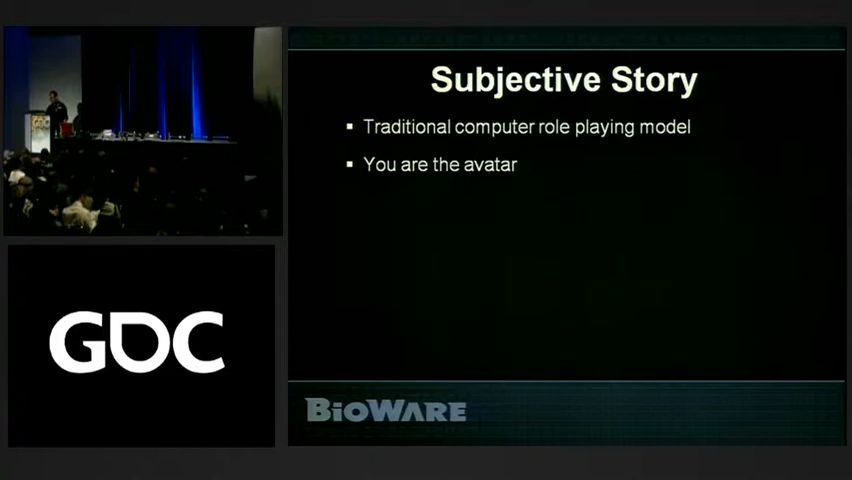 Subjective Story
▪ Traditional computer role playing model
▪ You are the avatar
GDC
BIOWARE